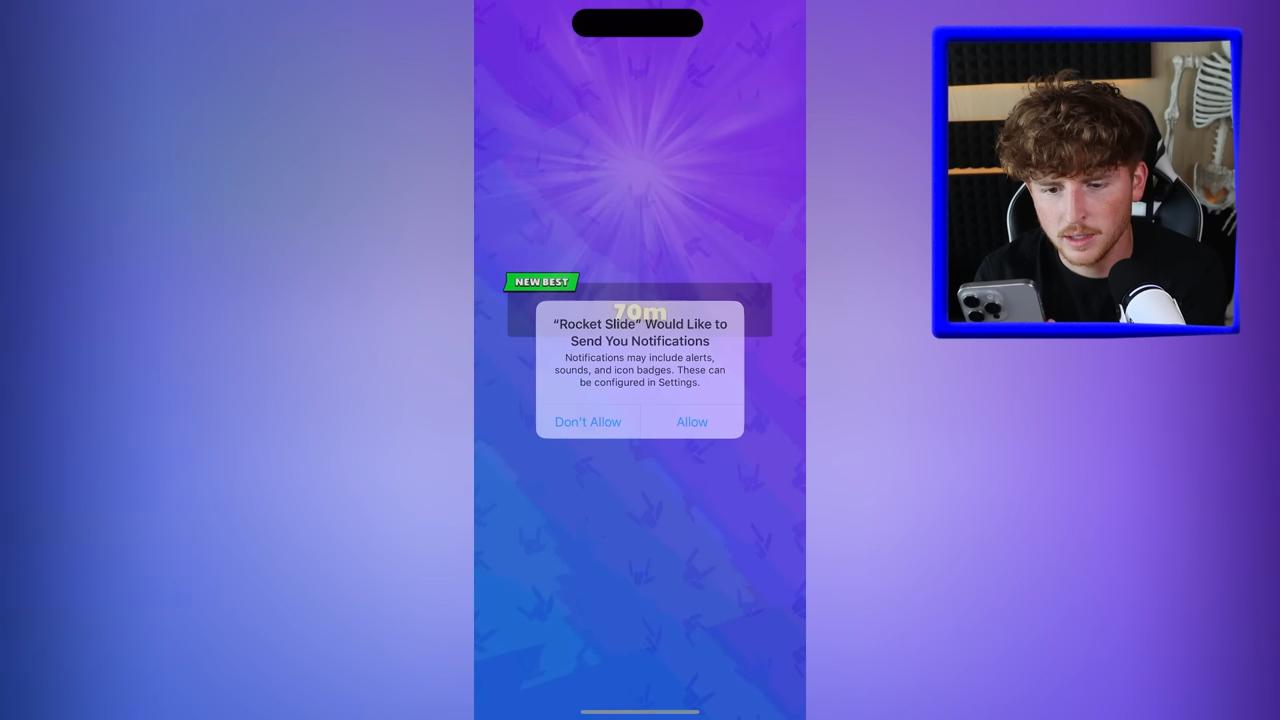 NEW BEST
70m
“Rocket Slide” Would Like to
Send You Notifications
Notifications may include alerts,
sounds, and icon badges. These can
be configured in Settings.
Don't Allow
Allow